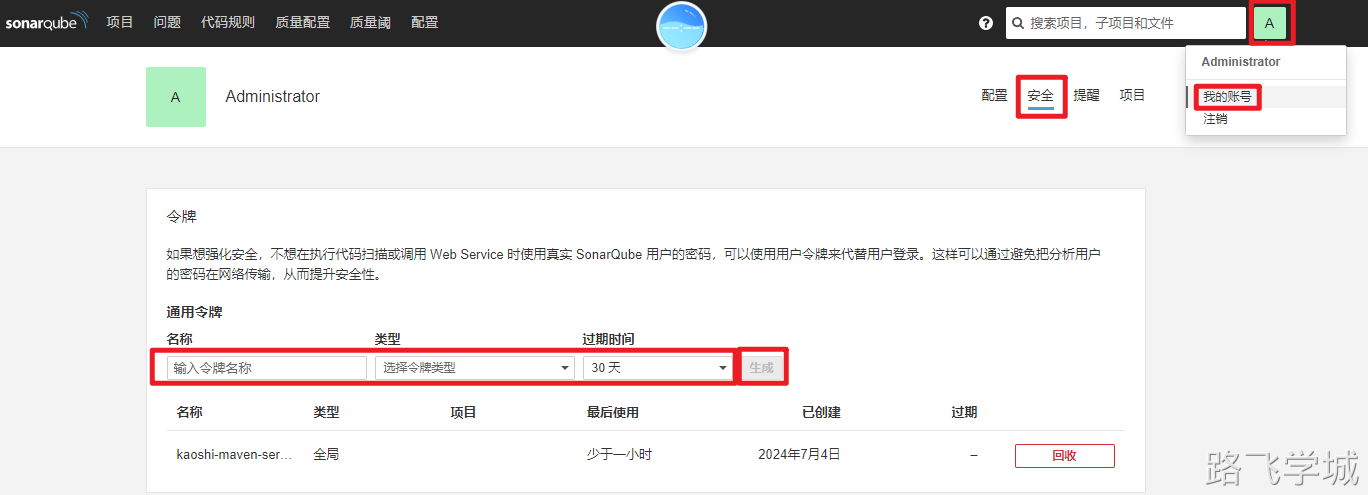 sonarqube 项目 问题 代码规则 质量配置 质量阈 配置 ? 搜索项目，子项目和文件 A
Administrator
我的账号
注销
A Administrator 配置 安全 提醒 项目
令牌
如果想强化安全，不想在执行代码扫描或调用 Web Service 时使用真实 SonarQube 用户的密码，可以使用用户令牌来代替用户登录。这样可以通过避免把分析用户
的密码在网络传输，从而提升安全性。
通用令牌
名称 类型 过期时间
输入令牌名称 选择令牌类型 30 天 生成
名称 类型 项目 最后使用 已创建 过期
kaoshi-maven-ser... 全局 少于一小时 2024年7月4日 – 回收
路飞学城